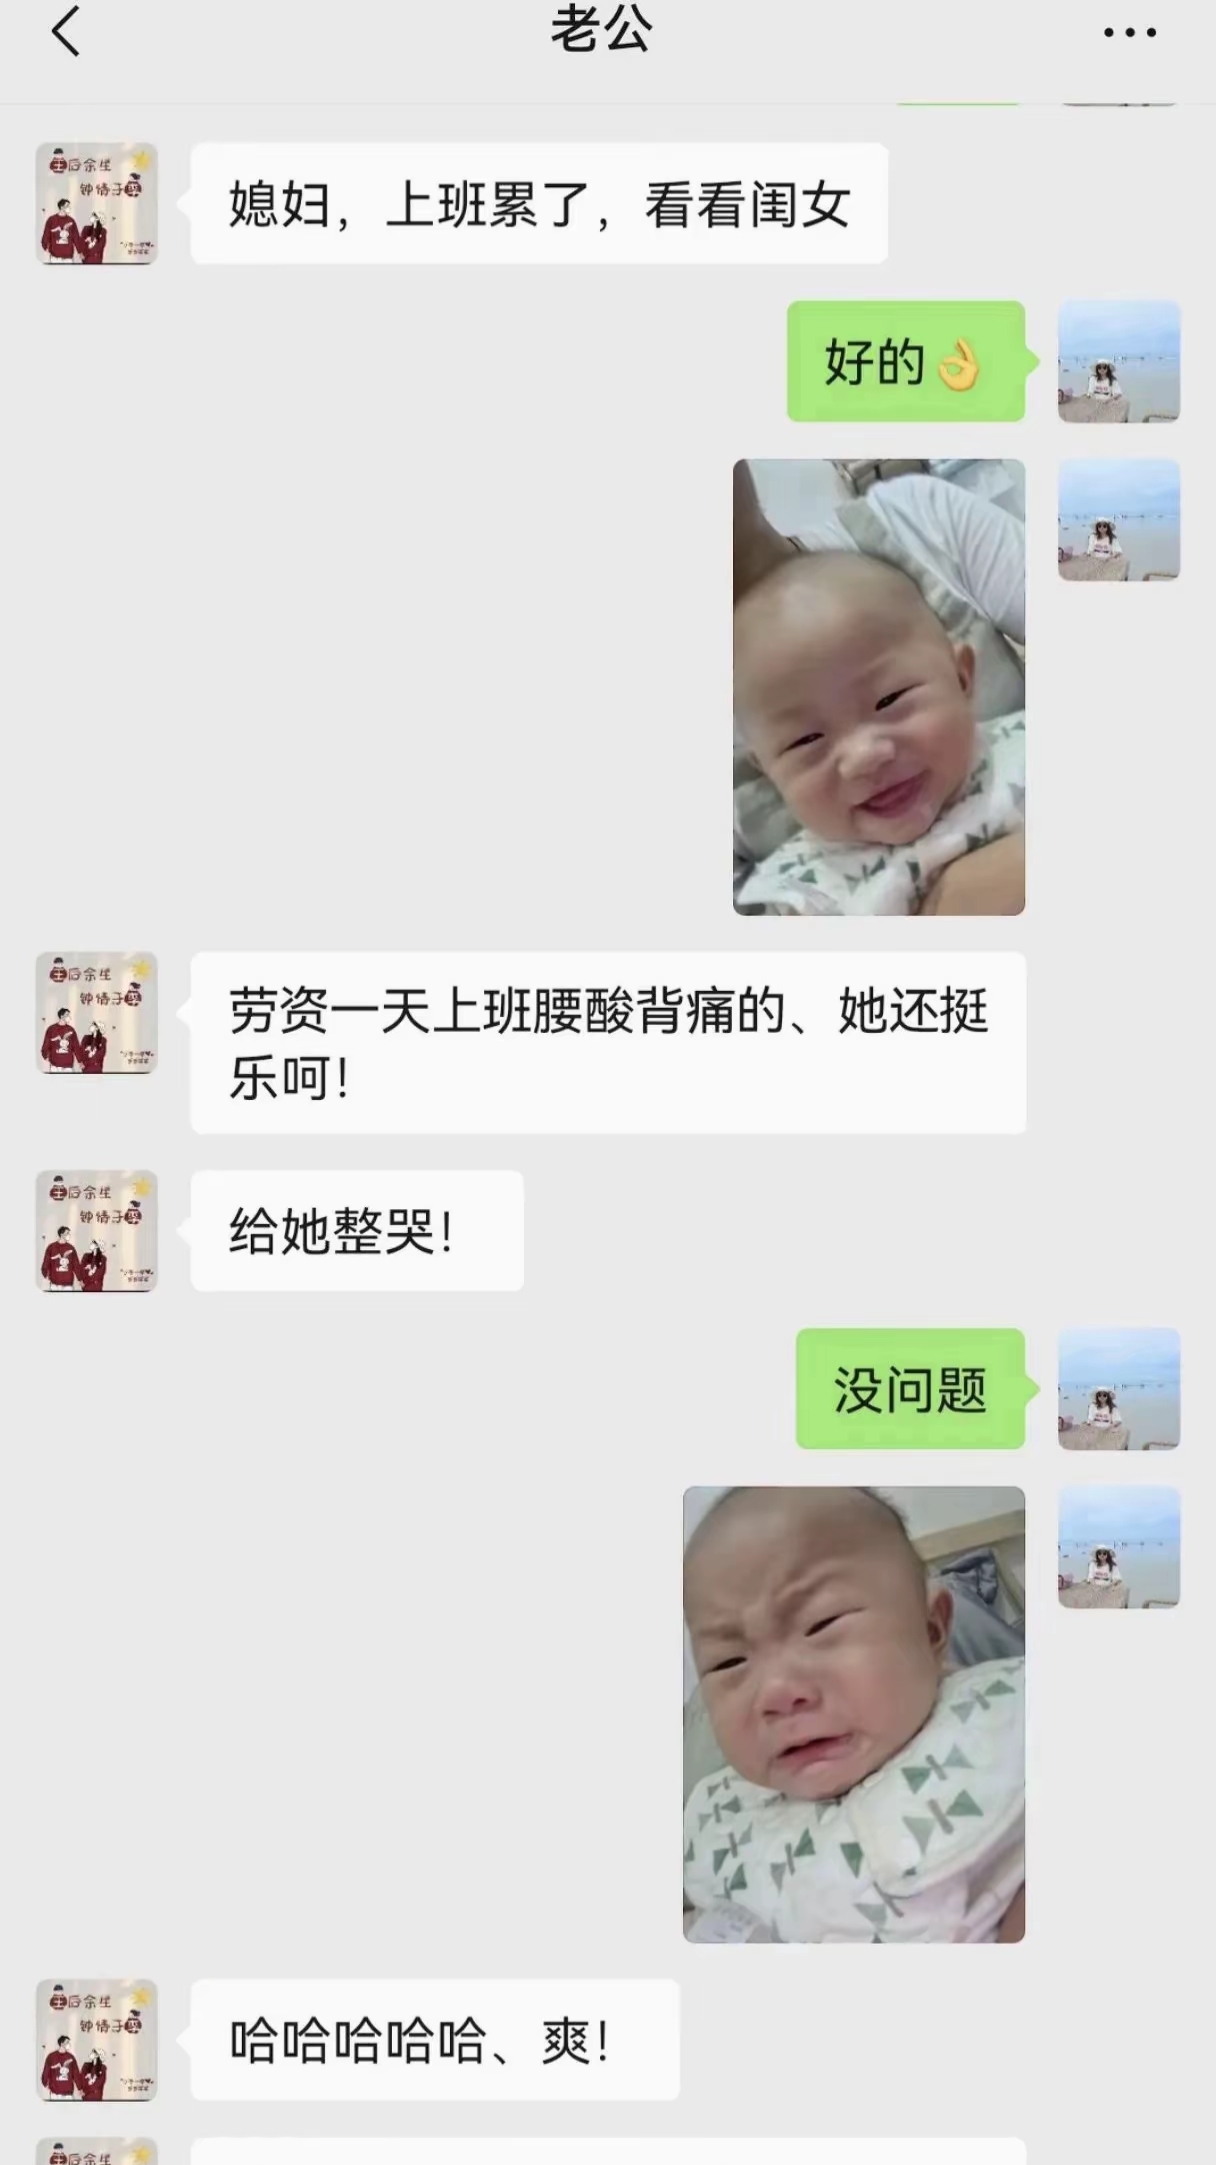 老公
媳妇，上班累了，看看闺女
好的👌
劳资一天上班腰酸背痛的、她还挺
乐呵！
给她整哭！
没问题
哈哈哈哈哈、爽！